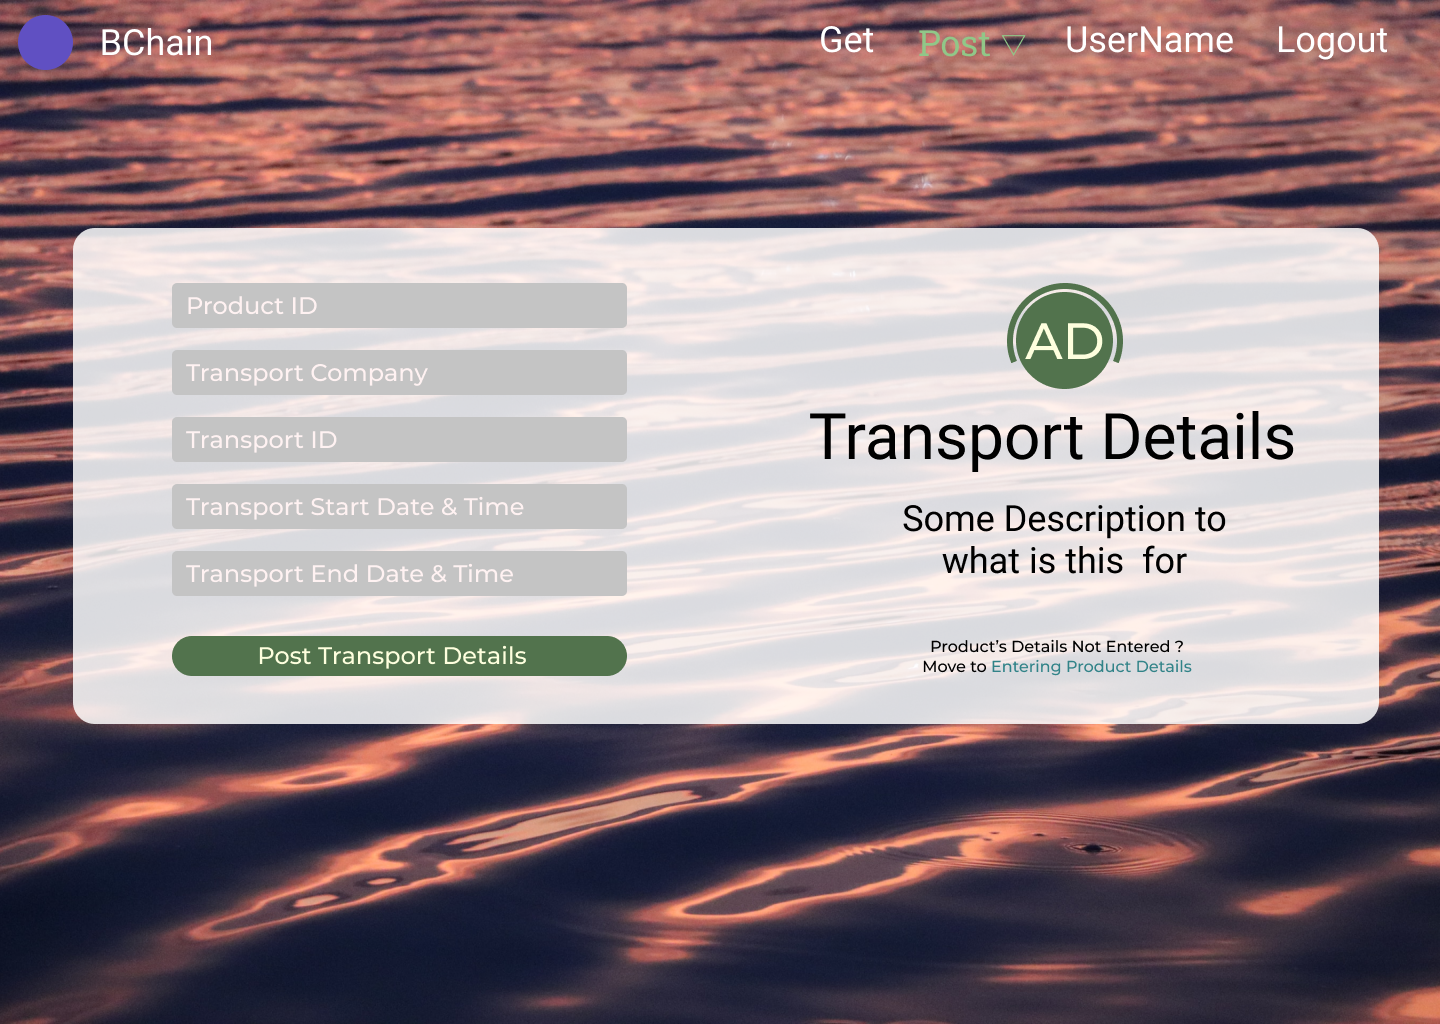 BChain
Get
Post
UserName
Logout
Product ID
Transport Company
Transport ID
Transport Start Date & Time
Transport End Date & Time
Post Transport Details
AD
Transport Details
Some Description to
what is this  for
Product’s Details Not Entered ?
Move to Entering Product Details